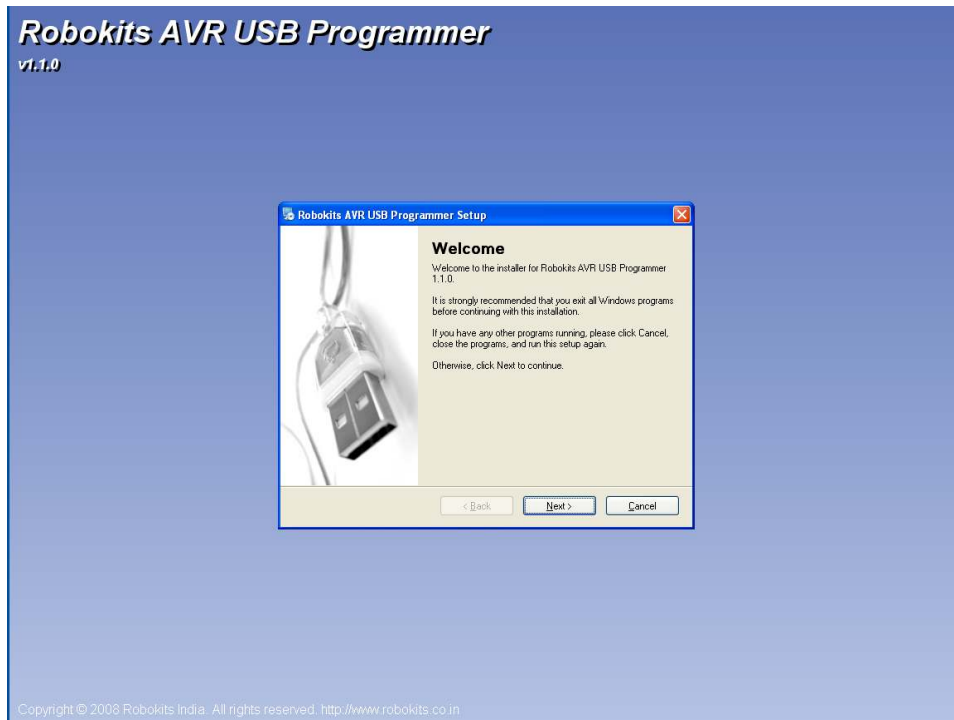 Robokits AVR USB Programmer
v1.1.0
Robokits AVR USB Programmer Setup
Welcome
Welcome to the installer for Robokits AVR USB Programmer
1.1.0.
It is strongly recommended that you exit all Windows programs
before continuing with this installation.
If you have any other programs running, please click Cancel,
close the programs, and run this setup again.
Otherwise, click Next to continue.
< Back Next > Cancel
Copyright © 2008 Robokits India. All rights reserved. http://www.robokits.co.in